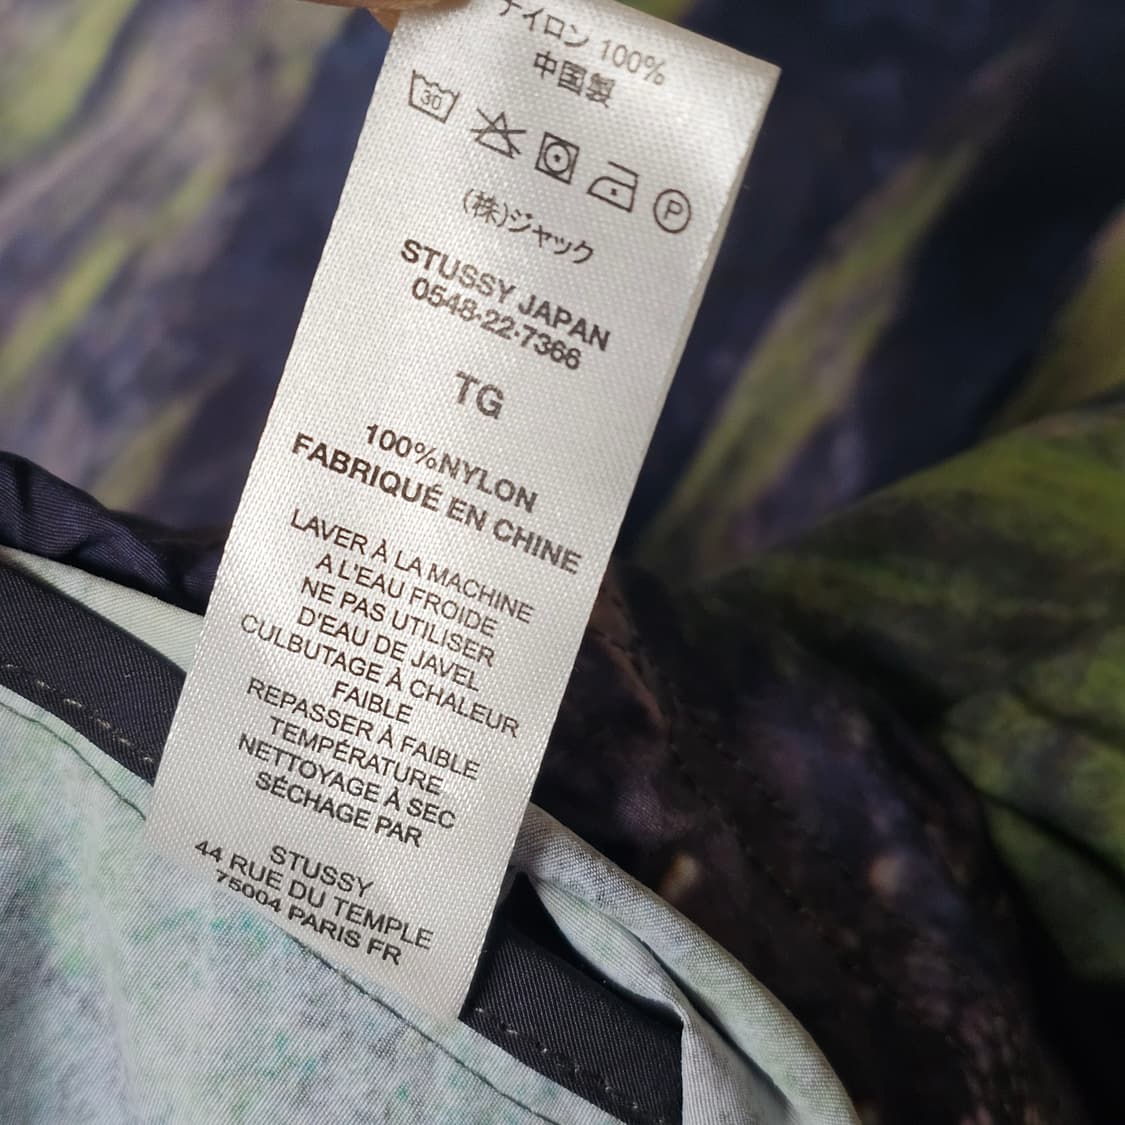 ナイロン 100%
中国製
30
P
(株)ジャック
STUSSY JAPAN
0548-22-7366
TG
100%NYLON
FABRIQUÉ EN CHINE
LAVER À LA MACHINE
A L'EAU FROIDE
NE PAS UTILISER
D'EAU DE JAVEL
CULBUTAGE À CHALEUR
FAIBLE
REPASSER À FAIBLE
TEMPÉRATURE
NETTOYAGE À SEC
SÉCHAGE PAR
STUSSY
44 RUE DU TEMPLE
75004 PARIS FR